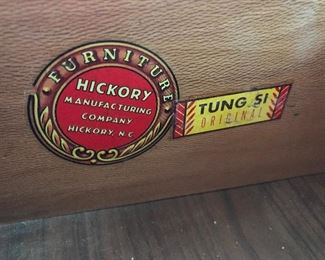 FURNITURE
HICKORY
MANUFACTURING
COMPANY
HICKORY, N.C.
TUNG-SI
ORIGINAL